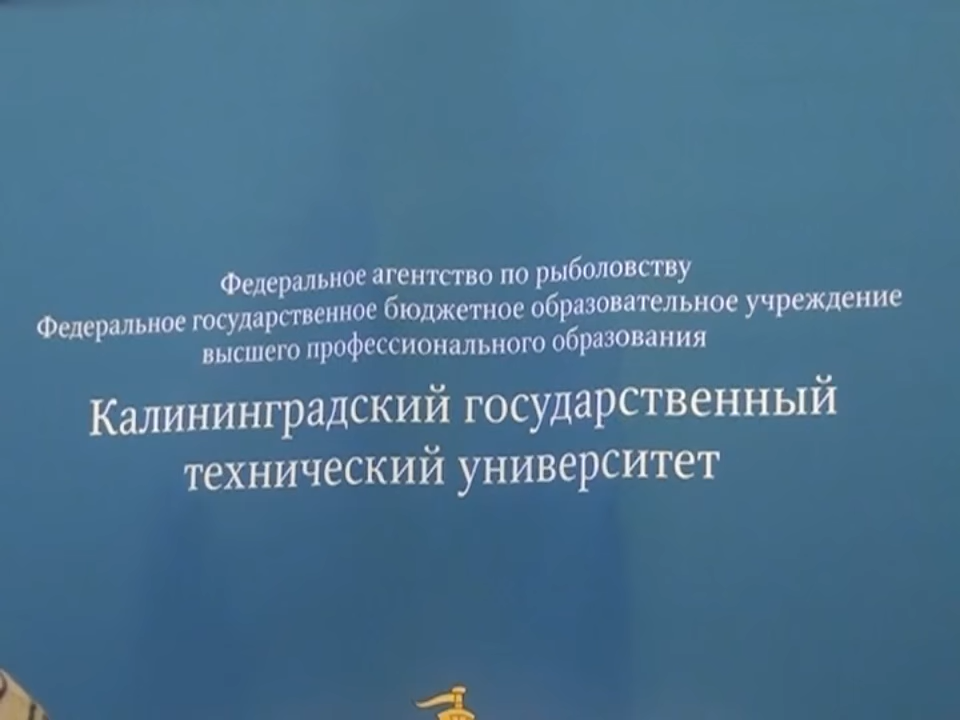 Федеральное агентство по рыболовству
Федеральное государственное бюджетное образовательное учреждение
высшего профессионального образования
Калининградский государственный
технический университет